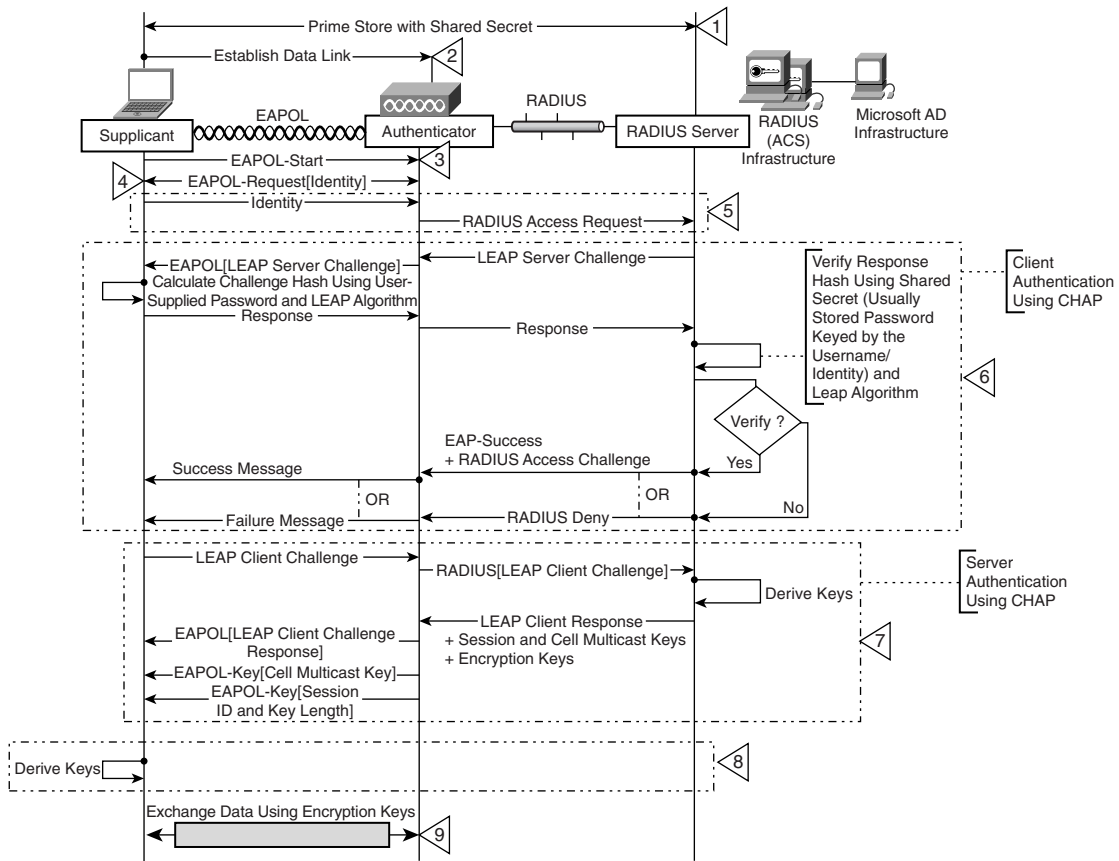 Prime Store with Shared Secret
1
Establish Data Link
2
EAPOL
RADIUS
Supplicant
Authenticator
RADIUS Server
RADIUS
(ACS)
Infrastructure
Microsoft AD
Infrastructure
EAPOL-Start
3
4
EAPOL-Request[Identity]
Identity
RADIUS Access Request
5
LEAP Server Challenge
EAPOL[LEAP Server Challenge]
Calculate Challenge Hash Using User-
Supplied Password and LEAP Algorithm
Response
Response
Verify Response
Hash Using Shared
Secret (Usually
Stored Password
Keyed by the
Username/
Identity) and
Leap Algorithm
Client
Authentication
Using CHAP
6
Verify ?
EAP-Success
+ RADIUS Access Challenge
Yes
Success Message
OR
OR
No
Failure Message
RADIUS Deny
LEAP Client Challenge
RADIUS[LEAP Client Challenge]
Derive Keys
Server
Authentication
Using CHAP
LEAP Client Response
+ Session and Cell Multicast Keys
+ Encryption Keys
EAPOL[LEAP Client Challenge
Response]
7
EAPOL-Key[Cell Multicast Key]
EAPOL-Key[Session
ID and Key Length]
Derive Keys
8
Exchange Data Using Encryption Keys
9